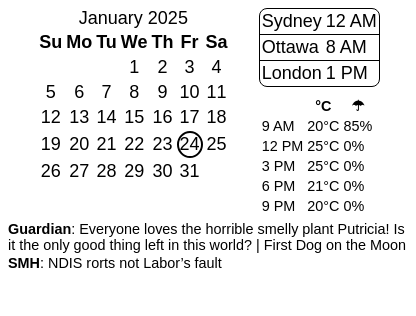 January 2025
Su Mo Tu We Th Fr Sa
1 2 3 4
5 6 7 8 9 10 11
12 13 14 15 16 17 18
19 20 21 22 23 24 25
26 27 28 29 30 31
Sydney 12 AM
Ottawa 8 AM
London 1 PM
°C ☂
9 AM 20°C 85%
12 PM 25°C 0%
3 PM 25°C 0%
6 PM 21°C 0%
9 PM 20°C 0%
Guardian: Everyone loves the horrible smelly plant Putricia! Is
it the only good thing left in this world? | First Dog on the Moon
SMH: NDIS rorts not Labor’s fault